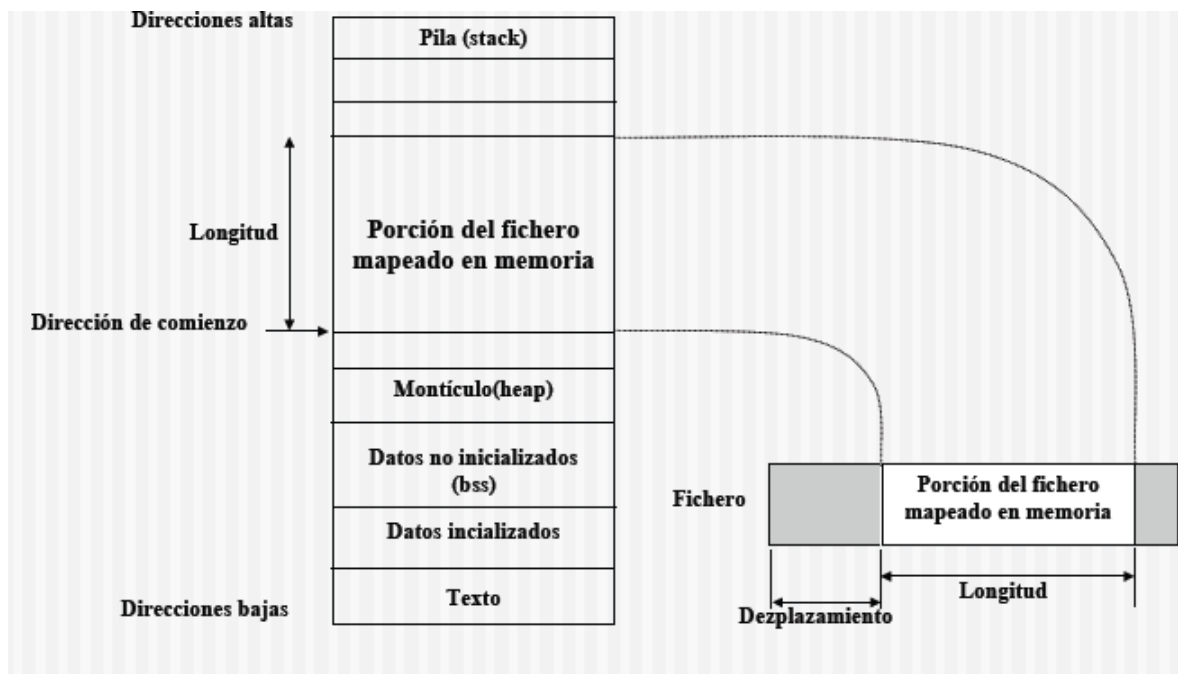 Direcciones altas
Pila (stack)
Longitud
Porción del fichero
mapeado en memoria
Dirección de comienzo
Montículo(heap)
Datos no inicializados
(bss)
Datos incializados
Texto
Direcciones bajas
Fichero
Porción del fichero
mapeado en memoria
Longitud
Dezplazamiento